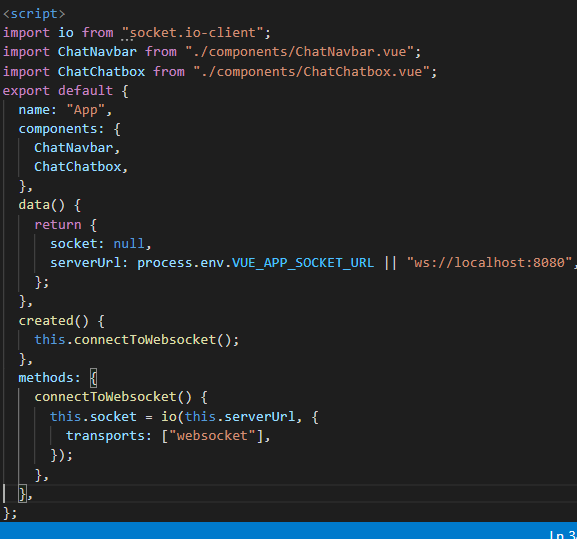 <script>
import io from "socket.io-client";
import ChatNavbar from "./components/ChatNavbar.vue";
import ChatChatbox from "./components/ChatChatbox.vue";
export default {
  name: "App",
  components: {
    ChatNavbar,
    ChatChatbox,
  },
  data() {
    return {
      socket: null,
      serverUrl: process.env.VUE_APP_SOCKET_URL || "ws://localhost:8080",
    };
  },
  created() {
    this.connectToWebsocket();
  },
  methods: {
    connectToWebsocket() {
      this.socket = io(this.serverUrl, {
        transports: ["websocket"],
      });
    },
  },
};
Ln 3